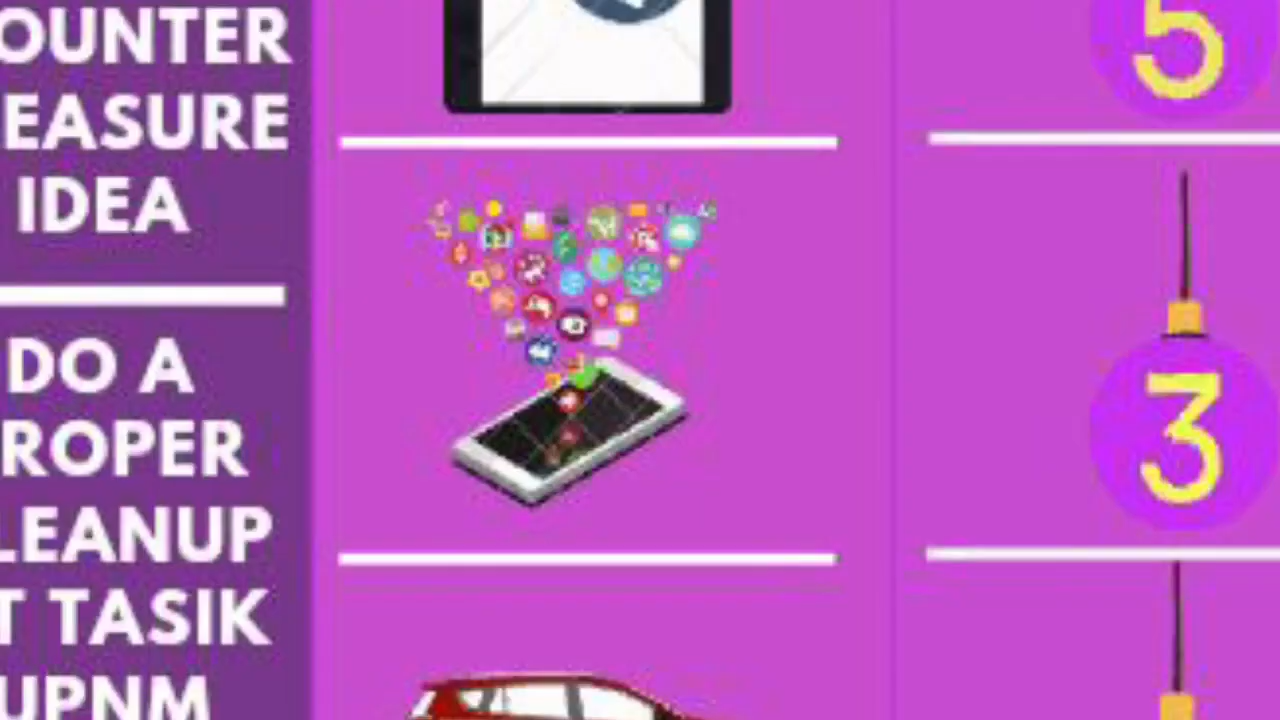 OUNTER
EASURE
IDEA
DO A
ROPER
LEANUP
T TASIK
UPNM
5
3